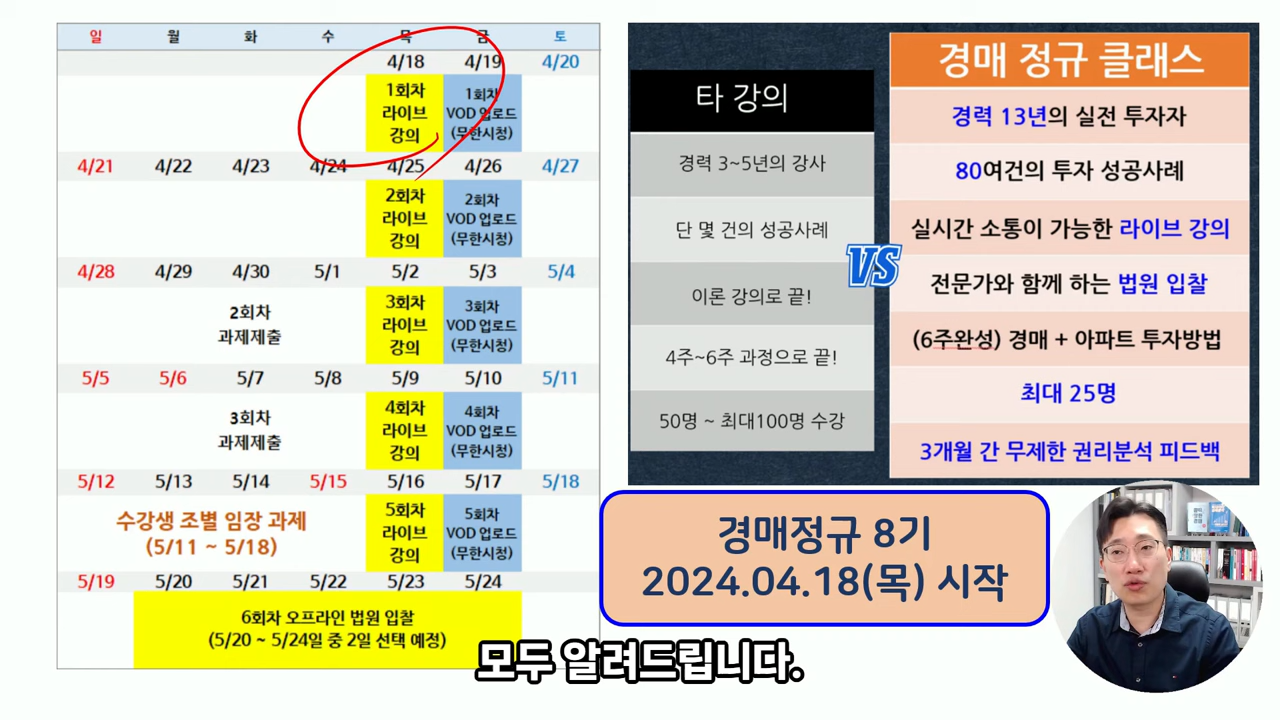 일 월 화 수 목 금 토
4/18 4/19 4/20
1회차
라이브
강의
1회차
VOD 업로드
(무한시청)
4/21 4/22 4/23 4/24 4/25 4/26 4/27
2회차
라이브
강의
2회차
VOD 업로드
(무한시청)
4/28 4/29 4/30 5/1 5/2 5/3 5/4
2회차
과제제출
3회차
라이브
강의
3회차
VOD 업로드
(무한시청)
5/5 5/6 5/7 5/8 5/9 5/10 5/11
3회차
과제제출
4회차
라이브
강의
4회차
VOD 업로드
(무한시청)
5/12 5/13 5/14 5/15 5/16 5/17 5/18
수강생 조별 임장 과제
(5/11 ~ 5/18)
5회차
라이브
강의
5회차
VOD 업로드
(무한시청)
5/19 5/20 5/21 5/22 5/23 5/24
6회차 오프라인 법원 입찰
(5/20 ~ 5/24일 중 2일 선택 예정)
타 강의
경력 3~5년의 강사
단 몇 건의 성공사례
이론 강의로 끝!
4주~6주 과정으로 끝!
50명 ~ 최대100명 수강
VS
경매 정규 클래스
경력 13년의 실전 투자자
80여건의 투자 성공사례
실시간 소통이 가능한 라이브 강의
전문가와 함께 하는 법원 입찰
(6주완성) 경매 + 아파트 투자방법
최대 25명
3개월 간 무제한 권리분석 피드백
경매정규 8기
2024.04.18(목) 시작
모두 알려드립니다.